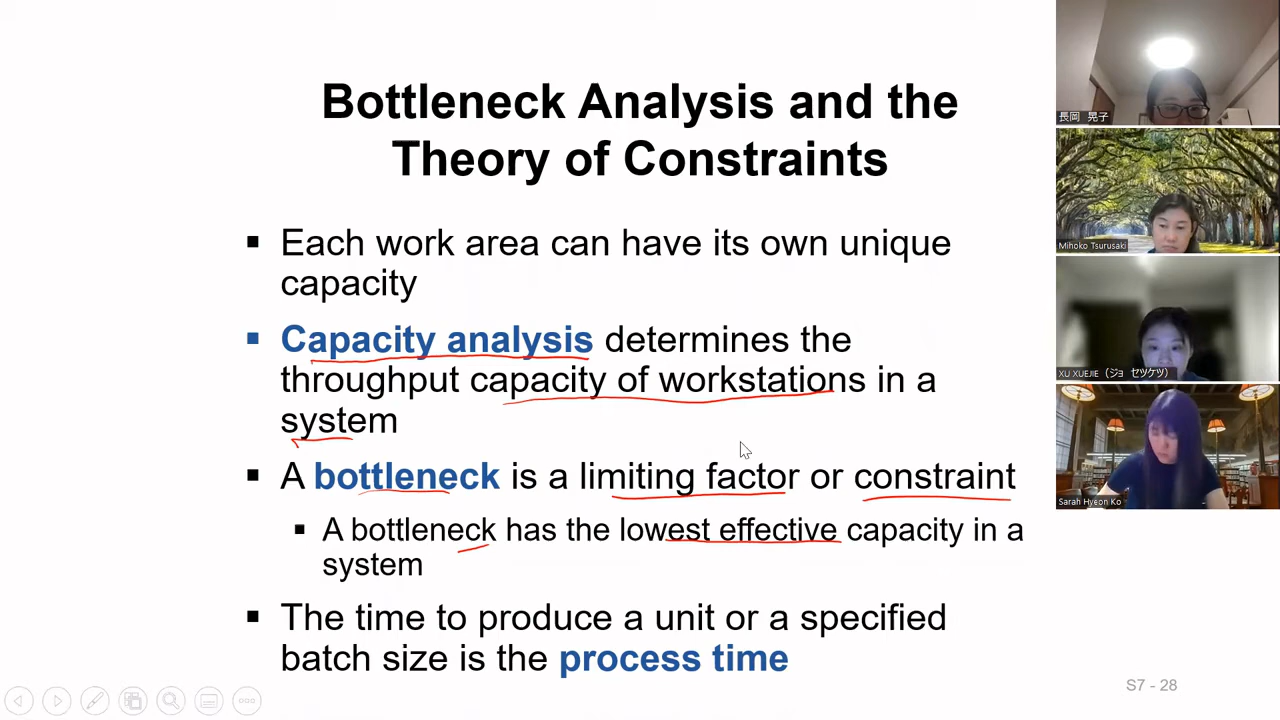 Bottleneck Analysis and the
Theory of Constraints
▪ Each work area can have its own unique
capacity
▪ Capacity analysis determines the
throughput capacity of workstations in a
system
▪ A bottleneck is a limiting factor or constraint
▪ A bottleneck has the lowest effective capacity in a
system
▪ The time to produce a unit or a specified
batch size is the process time
S7 - 28
長岡 晃子
Mihoko Tsurusaki
XU XUEJIE（ジョ セツケツ）
Sarah Hyeon Ko